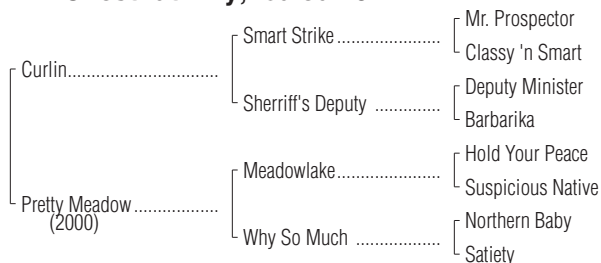 Smart Strike
Mr. Prospector
Classy 'n Smart
Curlin
Sherriff's Deputy
Deputy Minister
Barbarika
Meadowlake
Hold Your Peace
Suspicious Native
Pretty Meadow
(2000)
Why So Much
Northern Baby
Satiety